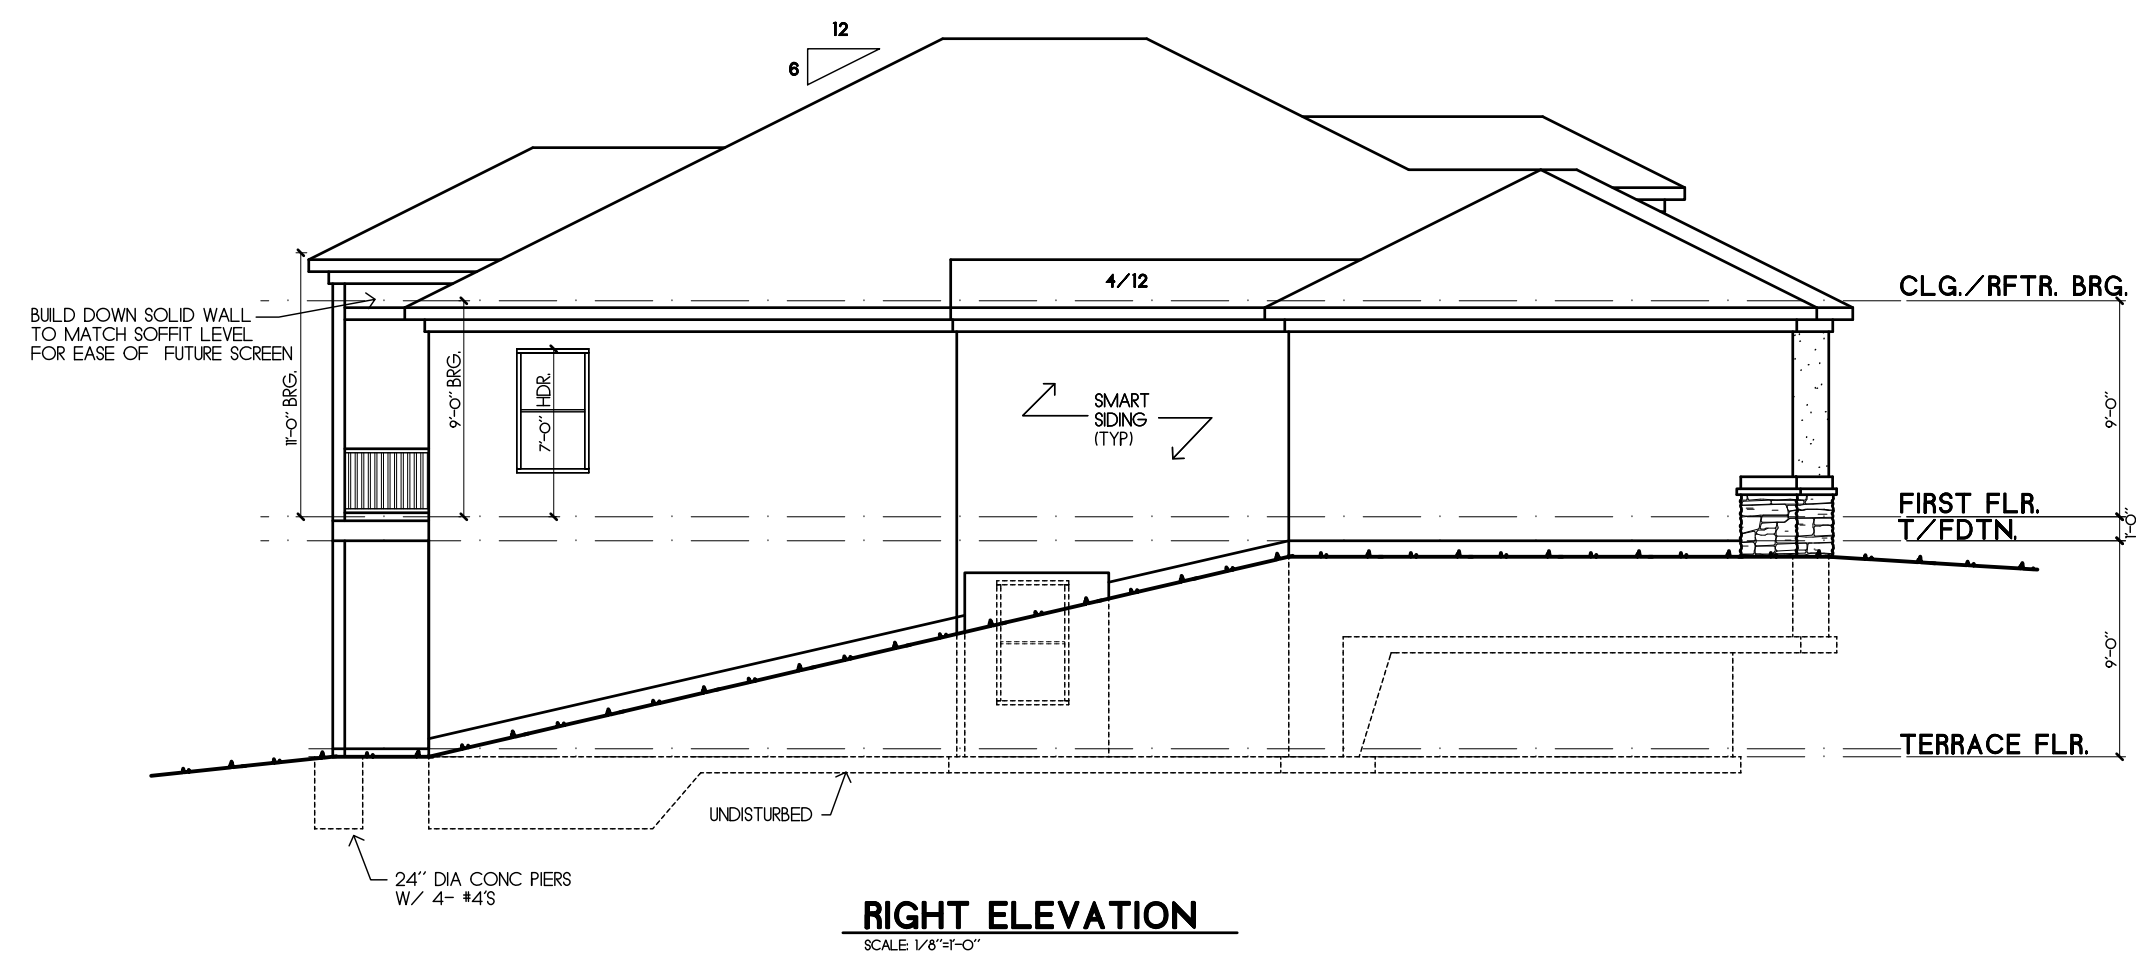 12
6
4/12
CLG./RFTR. BRG.
BUILD DOWN SOLID WALL
TO MATCH SOFFIT LEVEL
FOR EASE OF FUTURE SCREEN
11'-0" BRG.
9'-0" BRG.
7'-0" HDR.
SMART
SIDING
(TYP)
9'-0"
FIRST FLR.
T/FDTN.
1'-0"
9'-0"
TERRACE FLR.
UNDISTURBED
24" DIA CONC PIERS
W/ 4- #4'S
RIGHT ELEVATION
SCALE: 1/8"=1'-0"